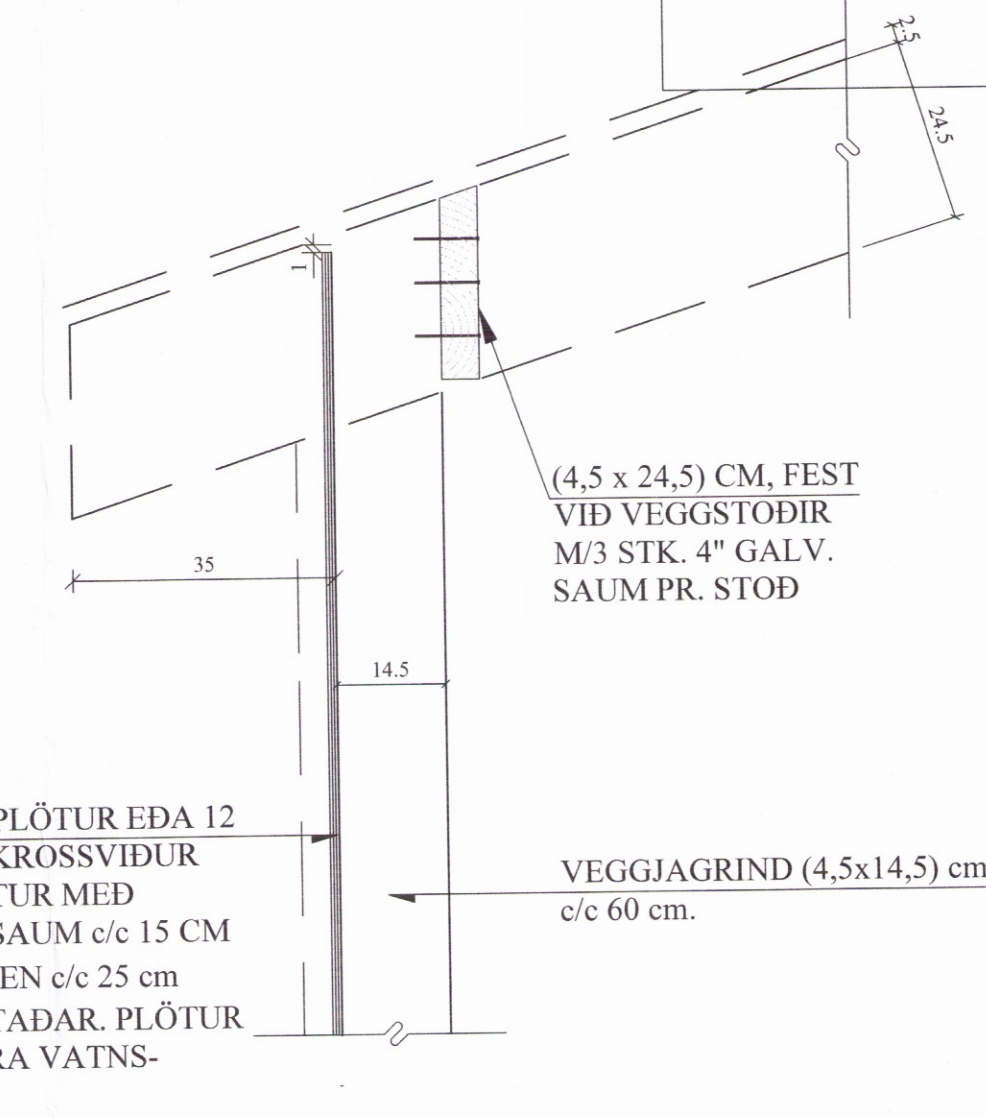 2.5
24.5
1
(4,5 x 24,5) CM, FEST
VIÐ VEGGSTOÐIR
M/3 STK. 4" GALV.
SAUM PR. STOÐ
35
14.5
PLÖTUR EÐA 12
KROSSVIÐUR
TUR MEÐ
SAUM c/c 15 CM
EN c/c 25 cm
TAÐAR. PLÖTUR
RA VATNS-
VEGGJAGRIND (4,5x14,5) cm
c/c 60 cm.